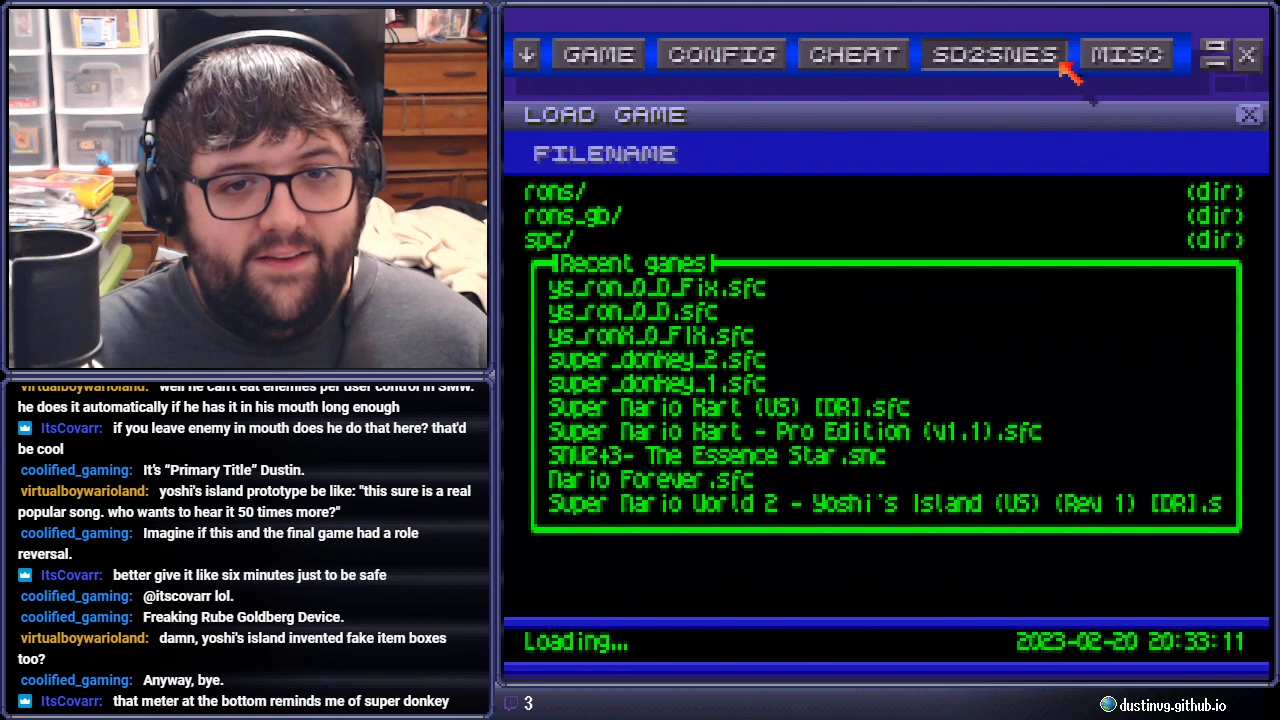 GAME CONFIG CHEAT SD2SNES MISC
LOAD GAME
FILENAME
roms/ (dir)
roms_gb/ (dir)
spc/ (dir)
Recent games
ys_rom_0_D_Fix.sfc
ys_rom_0_D.sfc
ys_romX_0_FIX.sfc
super_donkey_2.sfc
super_donkey_1.sfc
Super Mario Kart (US) [DR].sfc
Super Mario Kart - Pro Edition (v1.1).sfc
SMW2+3- The Essence Star.smc
Mario Forever.sfc
Super Mario World 2 - Yoshi's Island (US) (Rev 1) [DR].s
Loading... 2023-02-20 20:33:11
virtualboywarioland: well he can't eat enemies per user control in SMW.
he does it automatically if he has it in his mouth long enough
ItsCovarr: if you leave enemy in mouth does he do that here? that'd
be cool
coolified_gaming: It's “Primary Title” Dustin.
virtualboywarioland: yoshi's island prototype be like: "this sure is a real
popular song. who wants to hear it 50 times more?"
coolified_gaming: Imagine if this and the final game had a role
reversal.
ItsCovarr: better give it like six minutes just to be safe
coolified_gaming: @itscovarr lol.
coolified_gaming: Freaking Rube Goldberg Device.
virtualboywarioland: damn, yoshi's island invented fake item boxes
too?
coolified_gaming: Anyway, bye.
ItsCovarr: that meter at the bottom reminds me of super donkey
3
dustinvg.github.io